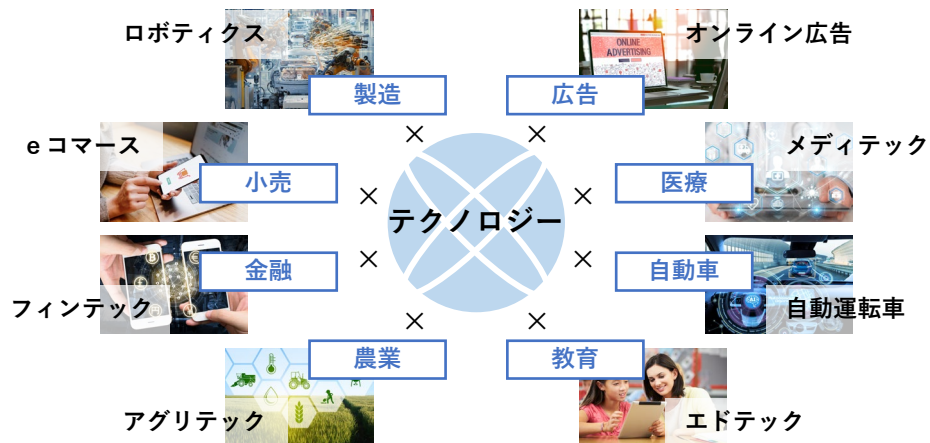 ロボティクス
オンライン広告
ONLINE
ADVERTISING
製造
広告
×
×
eコマース
メディテック
小売
医療
×
×
テクノロジー
金融
自動車
×
×
フィンテック
自動運転車
×
×
農業
教育
アグリテック
エドテック